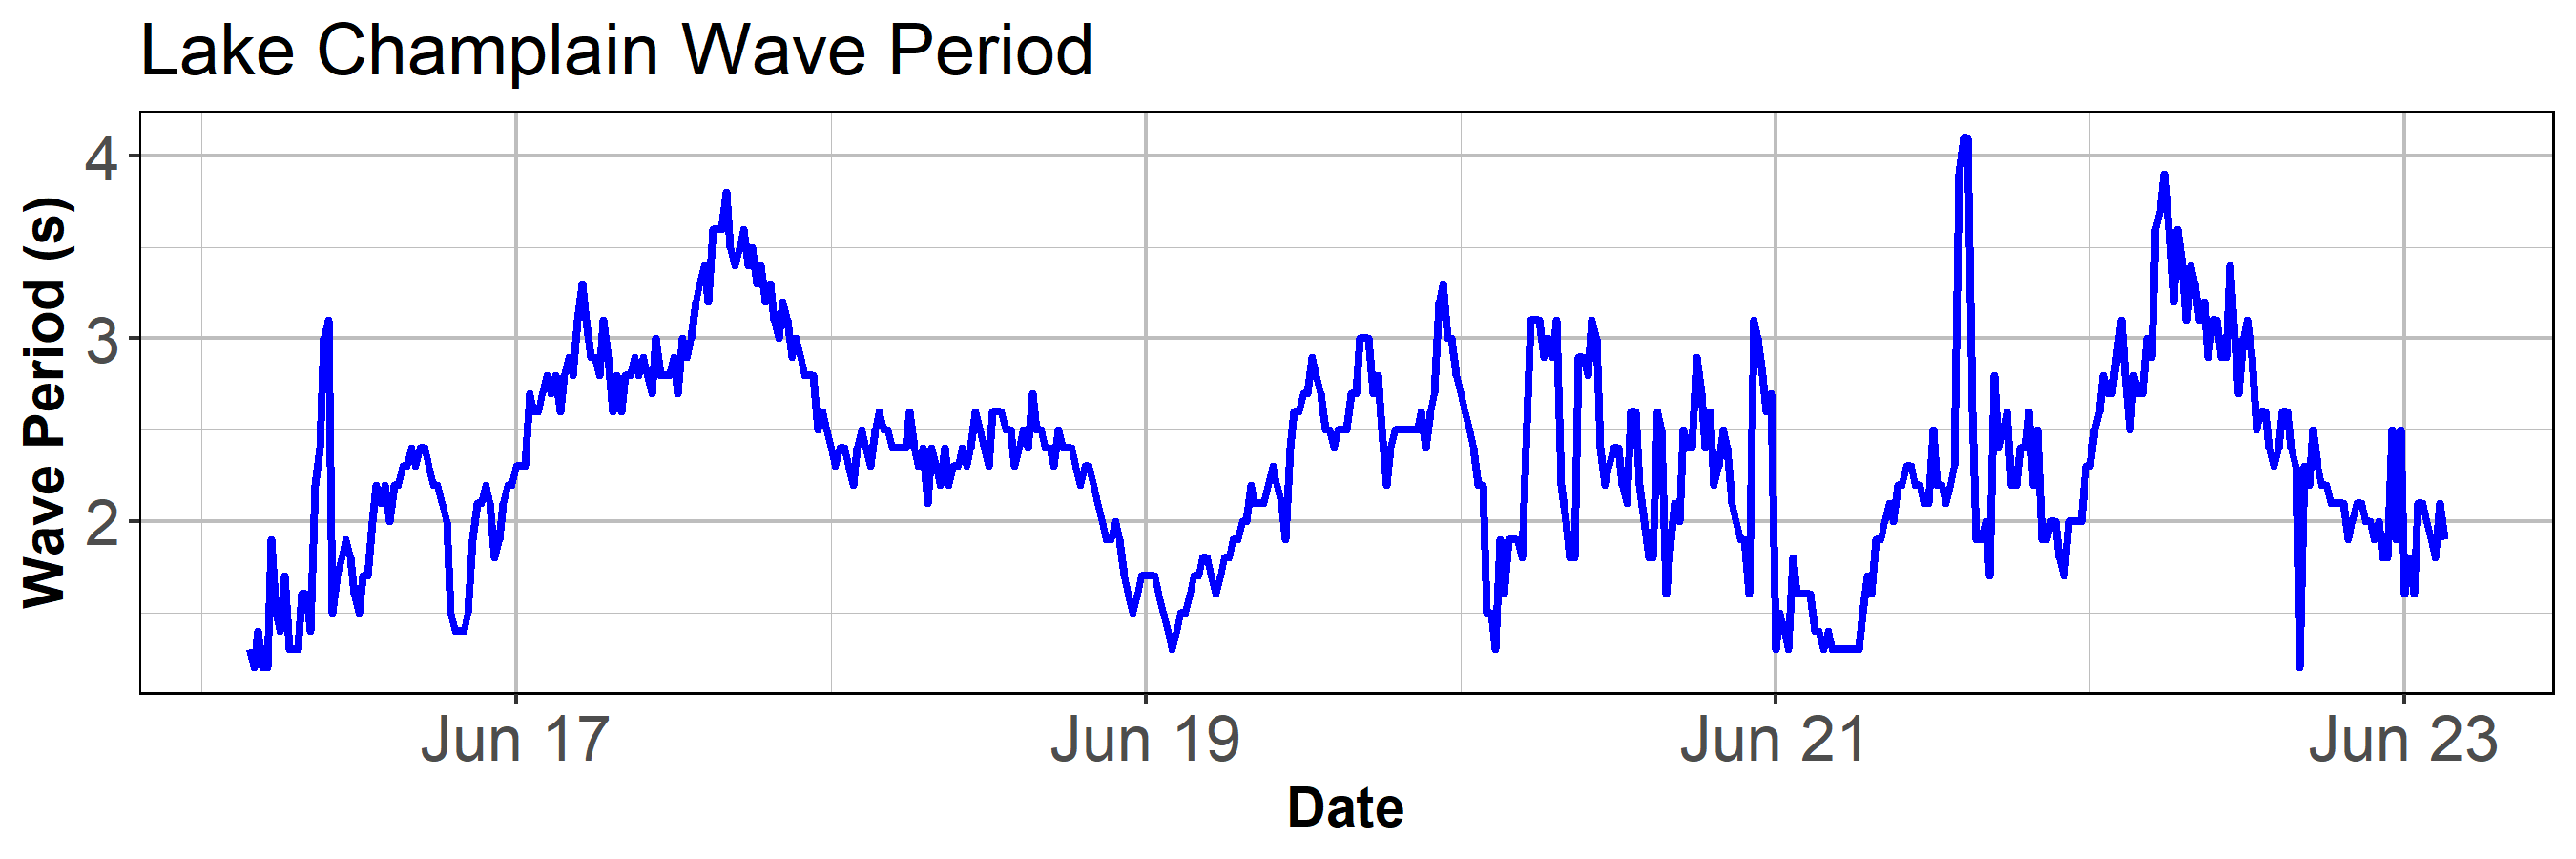 Lake Champlain Wave Period
Wave Period (s)
4
3
2
Jun 17
Jun 19
Jun 21
Jun 23
Date